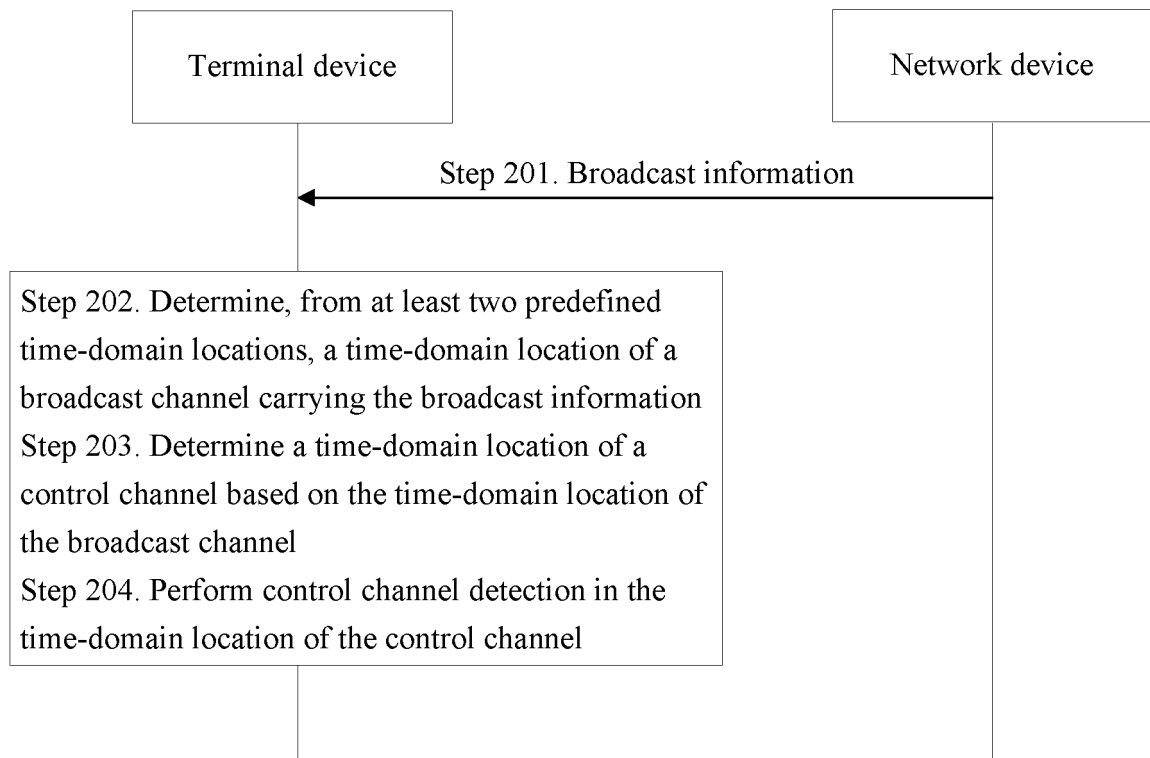 Terminal device
Network device
Step 201. Broadcast information
Step 202. Determine, from at least two predefined
time-domain locations, a time-domain location of a
broadcast channel carrying the broadcast information
Step 203. Determine a time-domain location of a
control channel based on the time-domain location of
the broadcast channel
Step 204. Perform control channel detection in the
time-domain location of the control channel